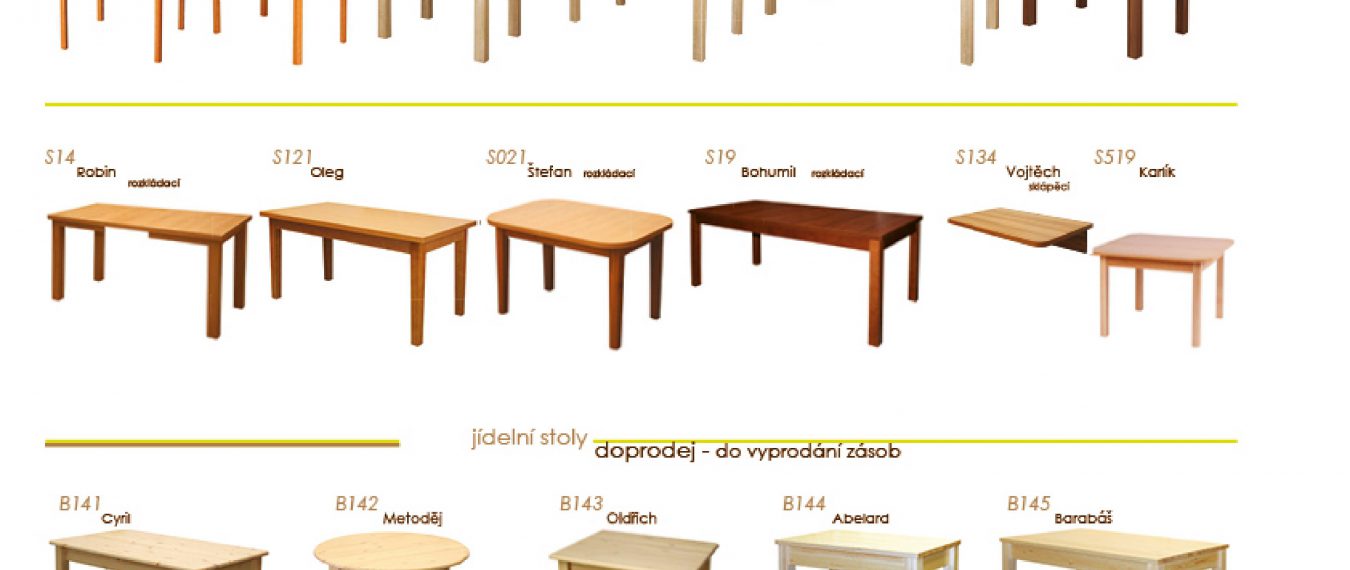 S14 S121 S021 S19 S134 S519
Robin Oleg Štefan rozkládací Bohumil rozkládací Vojtěch Karlík
rozkládací sklápěcí
jídelní stoly
doprodej - do vyprodání zásob
B141 B142 B143 B144 B145
Cyril Metoděj Oldřich Abelard Barabáš